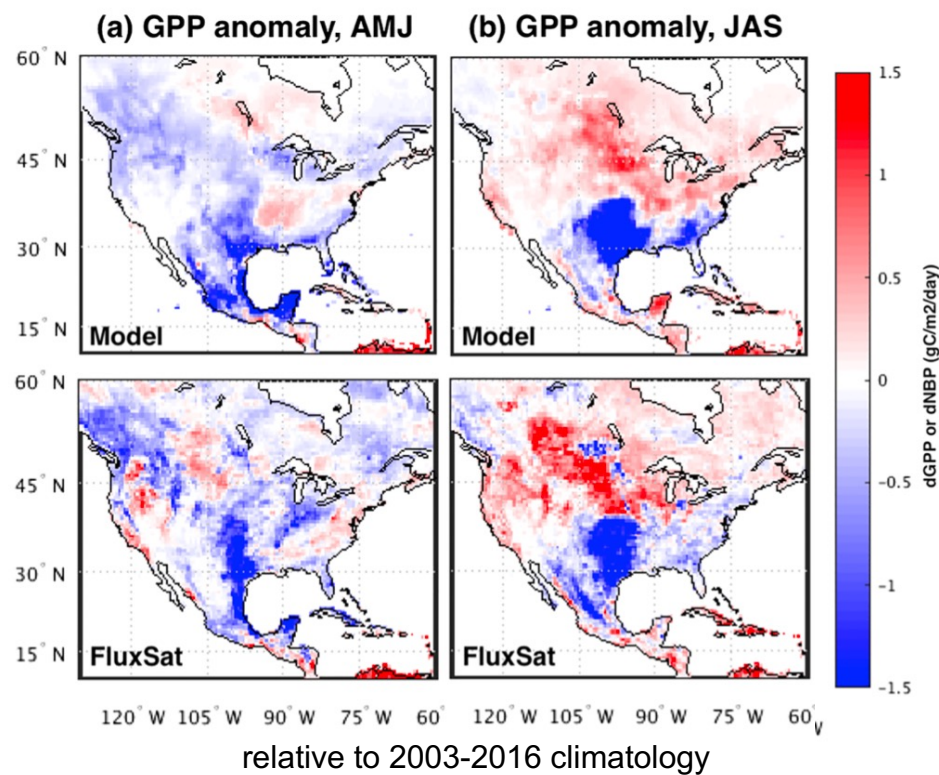 (a) GPP anomaly, AMJ
(b) GPP anomaly, JAS
60° N
45° N
30° N
15° N
Model
Model
1.5
1
0.5
0
-0.5
-1
-1.5
dGPP or dNBP (gC/m2/day)
60° N
45° N
30° N
15° N
FluxSat
FluxSat
120° W 105° W 90° W 75° W 60°
120° W 105° W 90° W 75° W 60°
W
relative to 2003-2016 climatology